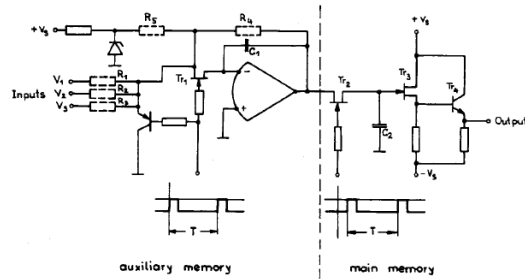 +Vs
R5
R4
+Vs
C1
V1
R1
Tr1
Tr2
Tr3
Inputs
V2
R2
V3
R3
C2
Tr4
Output
-Vs
T
T
auxiliary memory
main memory